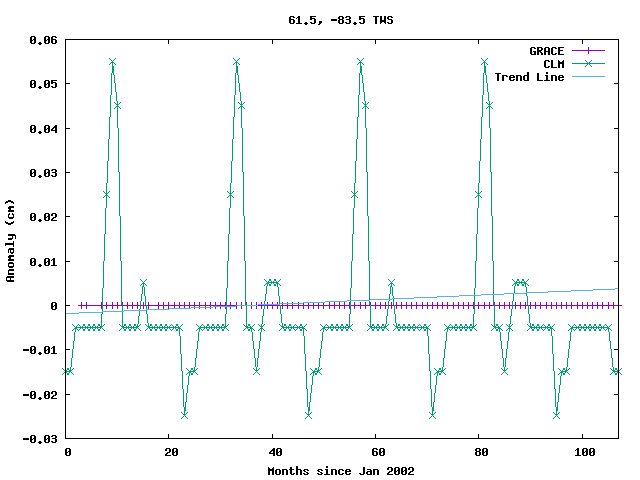 61.5, -83.5 TWS
GRACE
CLM
Trend Line
Anomaly (cm)
0.06
0.05
0.04
0.03
0.02
0.01
0
-0.01
-0.02
-0.03
0 20 40 60 80 100
Months since Jan 2002